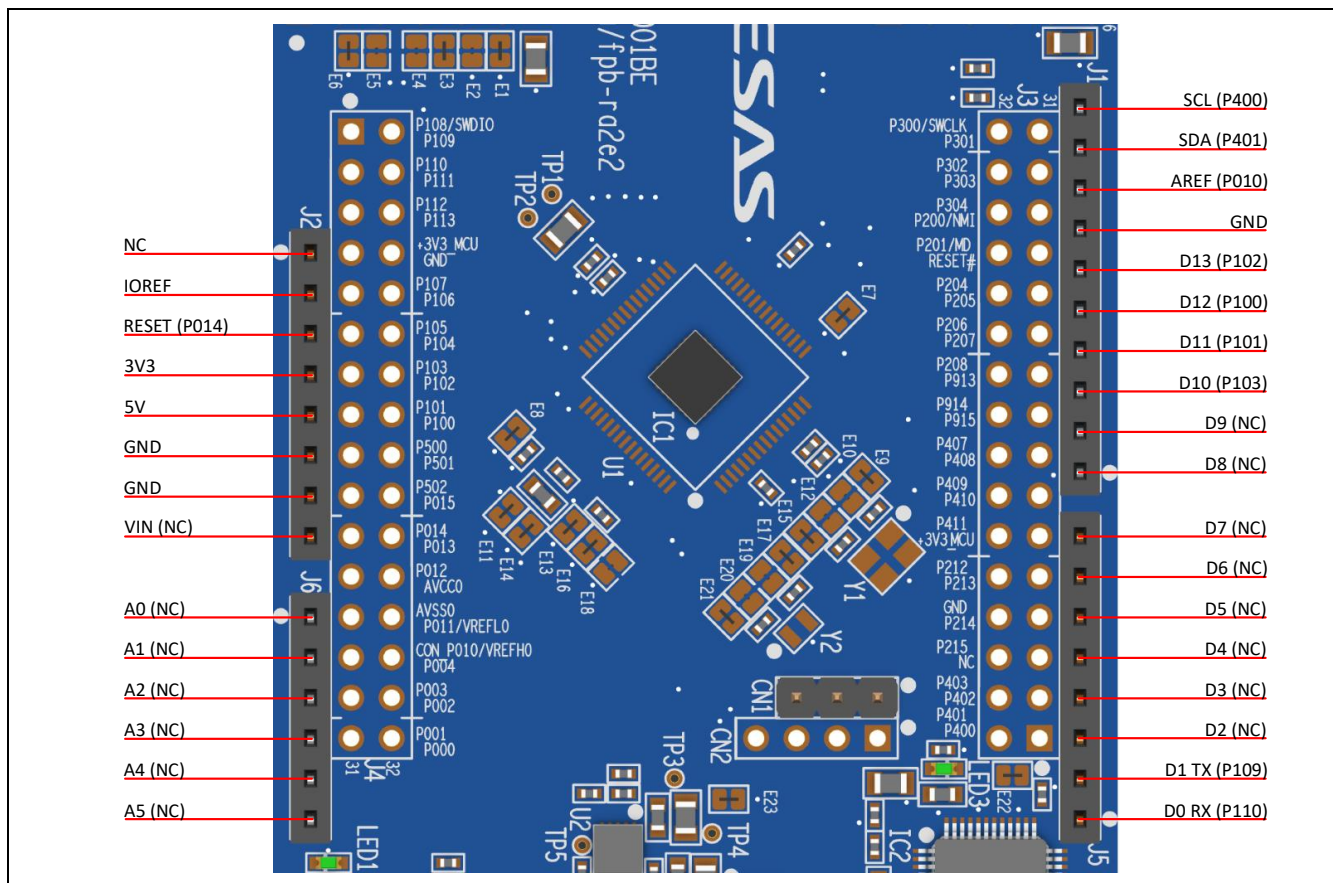 001BE
/fpb-ra2e2
ESAS
E6
E5
E4
E3
E2
E1
6
J1
J3
32
31
SCL (P400)
SDA (P401)
AREF (P010)
GND
D13 (P102)
D12 (P100)
D11 (P101)
D10 (P103)
D9 (NC)
D8 (NC)
D7 (NC)
D6 (NC)
D5 (NC)
D4 (NC)
D3 (NC)
D2 (NC)
D1 TX (P109)
D0 RX (P110)
J5
J2
NC
IOREF
RESET (P014)
3V3
5V
GND
GND
VIN (NC)
J6
A0 (NC)
A1 (NC)
A2 (NC)
A3 (NC)
A4 (NC)
A5 (NC)
P108/SWDIO
P109
P110
P111
P112
P113
+3V3_MCU
GND
P107
P106
P105
P104
P103
P102
P101
P100
P500
P501
P502
P015
P014
P013
P012
AVCC0
AVSS0
P011/VREFL0
CON_P010/VREFH0
P004
P003
P002
P001
P000
31
32
J4
P300/SWCLK
P301
P302
P303
P304
P200/NMI
P201/MD
RESET#
P204
P205
P206
P207
P208
P913
P914
P915
P407
P408
P409
P410
P411
+3V3_MCU
P212
P213
GND
P214
P215
NC
P403
P402
P401
P400
TP1
TP2
E7
IC1
U1
E8
E11
E14
E13
E16
E18
E10
E9
E12
E15
E17
E19
E20
E21
Y1
Y2
CN1
CN2
TP3
E23
TP4
U2
TP5
LED1
LED3
E22
IC2